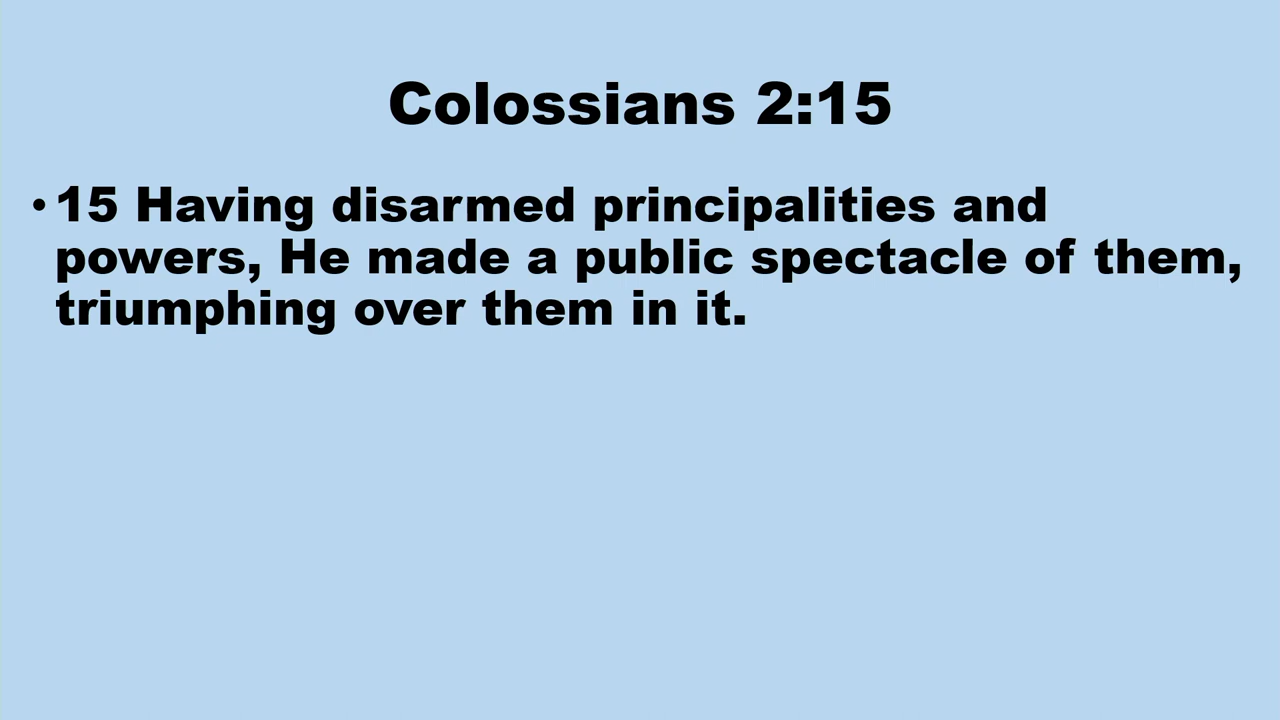 Colossians 2:15
• 15 Having disarmed principalities and
powers, He made a public spectacle of them,
triumphing over them in it.